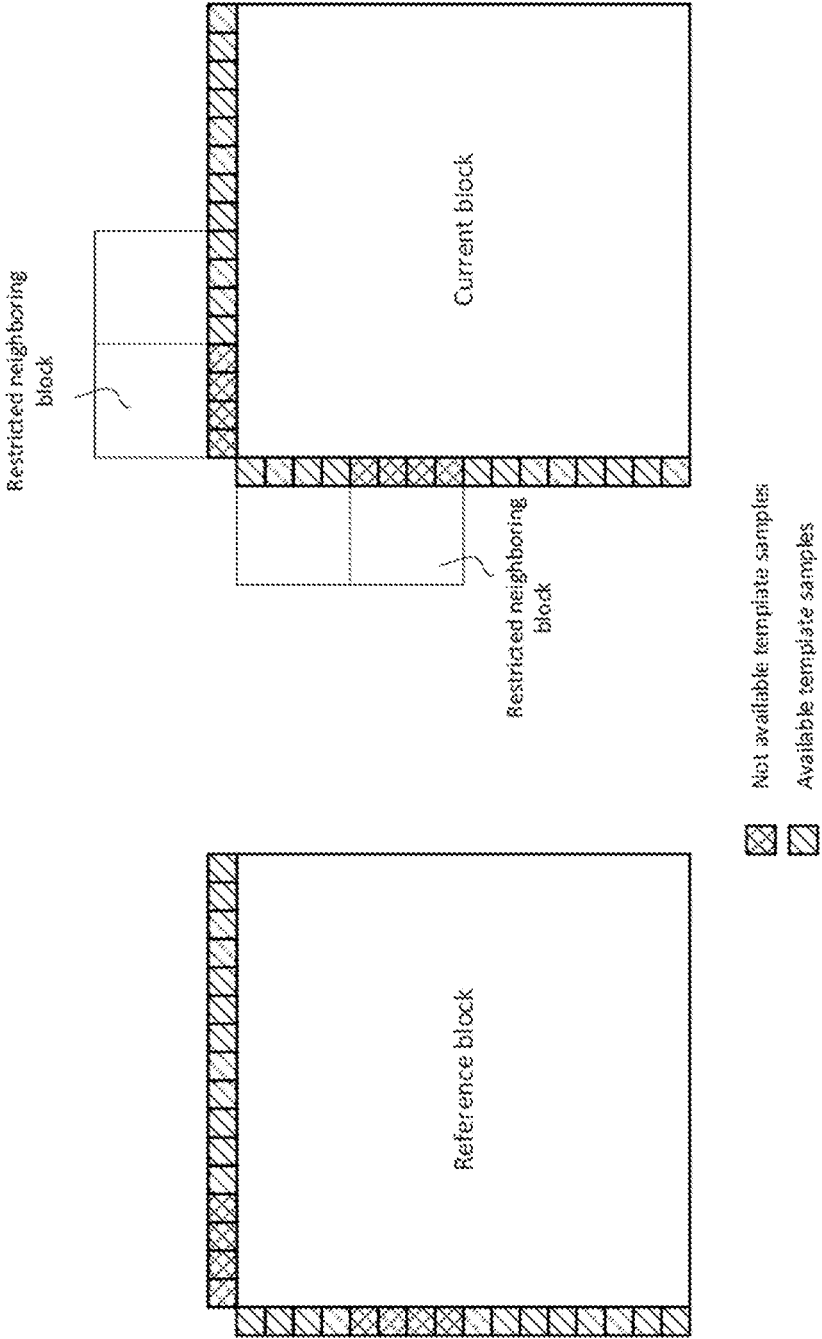 Restricted neighboring
block
Current block
Restricted neighboring
block
Reference block
Not available template samples
Available template samples